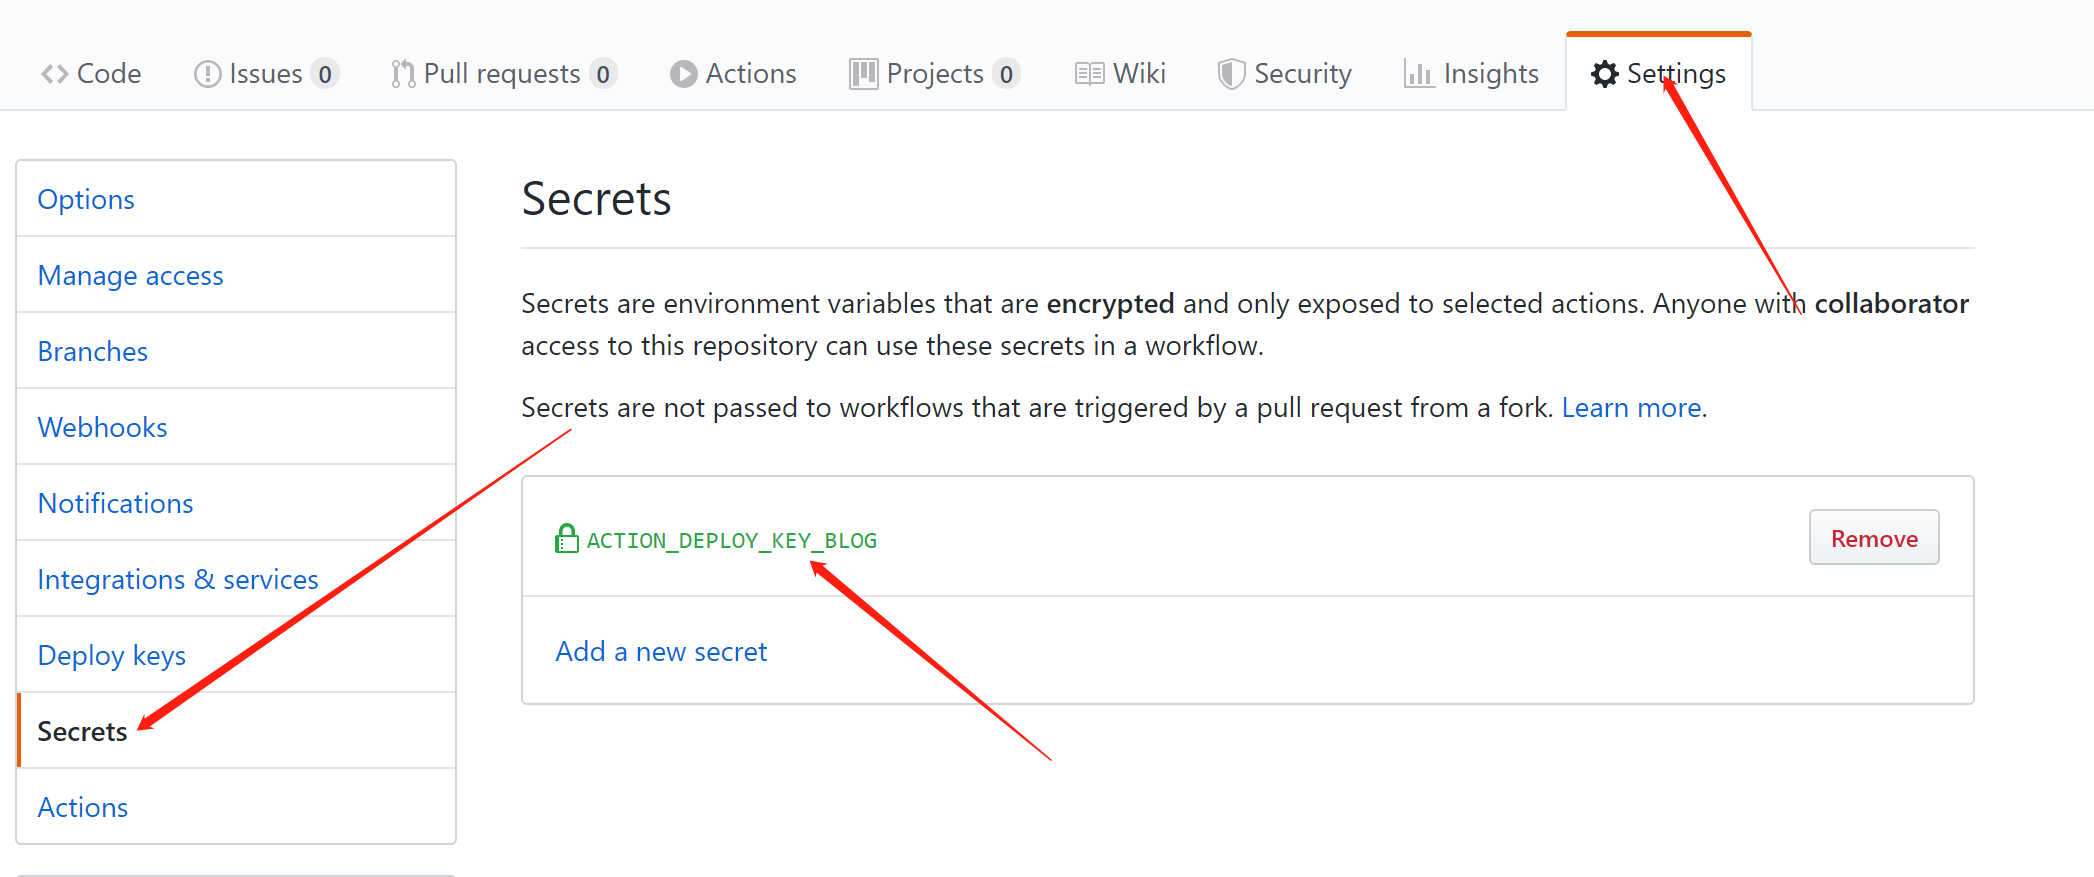 Code Issues 0 Pull requests 0 Actions Projects 0 Wiki Security Insights Settings
Options
Manage access
Branches
Webhooks
Notifications
Integrations & services
Deploy keys
Secrets
Actions
Secrets
Secrets are environment variables that are encrypted and only exposed to selected actions. Anyone with collaborator
access to this repository can use these secrets in a workflow.
Secrets are not passed to workflows that are triggered by a pull request from a fork. Learn more.
ACTION_DEPLOY_KEY_BLOG
Remove
Add a new secret